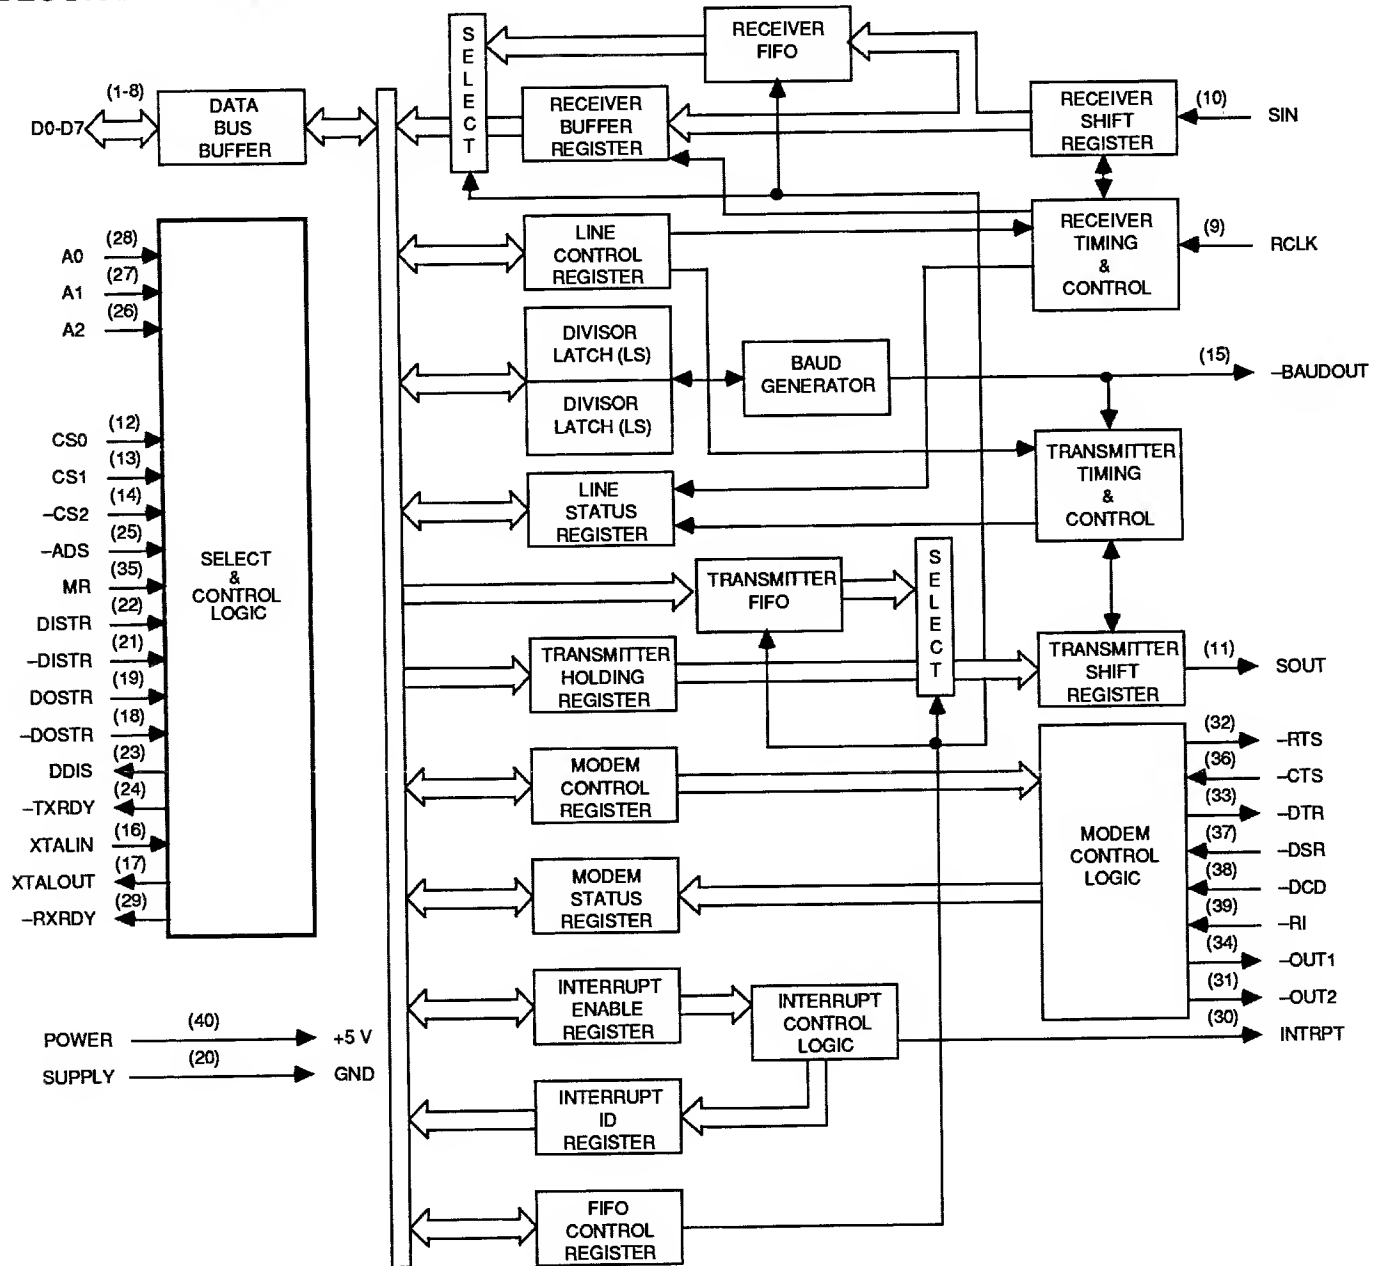 RECEIVER
FIFO
S
E
L
E
C
T
(1-8)
D0-D7
DATA
BUS
BUFFER
RECEIVER
BUFFER
REGISTER
RECEIVER
SHIFT
REGISTER
(10)
SIN
LINE
CONTROL
REGISTER
RECEIVER
TIMING
&
CONTROL
(9)
RCLK
A0
(28)
A1
(27)
A2
(26)
DIVISOR
LATCH (LS)
DIVISOR
LATCH (LS)
BAUD
GENERATOR
(15)
–BAUDOUT
CS0
(12)
CS1
(13)
–CS2
(14)
–ADS
(25)
MR
(35)
DISTR
(22)
–DISTR
(21)
DOSTR
(19)
–DOSTR
(18)
DDIS
(23)
–TXRDY
(24)
XTALIN
(16)
XTALOUT
(17)
–RXRDY
(29)
SELECT
&
CONTROL
LOGIC
LINE
STATUS
REGISTER
TRANSMITTER
TIMING
&
CONTROL
TRANSMITTER
FIFO
S
E
L
E
C
T
TRANSMITTER
HOLDING
REGISTER
TRANSMITTER
SHIFT
REGISTER
(11)
SOUT
MODEM
CONTROL
REGISTER
MODEM
STATUS
REGISTER
MODEM
CONTROL
LOGIC
(32)
–RTS
(36)
–CTS
(33)
–DTR
(37)
–DSR
(38)
–DCD
(39)
–RI
(34)
–OUT1
(31)
–OUT2
(30)
INTRPT
INTERRUPT
ENABLE
REGISTER
INTERRUPT
CONTROL
LOGIC
POWER
(40)
+5 V
SUPPLY
(20)
GND
INTERRUPT
ID
REGISTER
FIFO
CONTROL
REGISTER